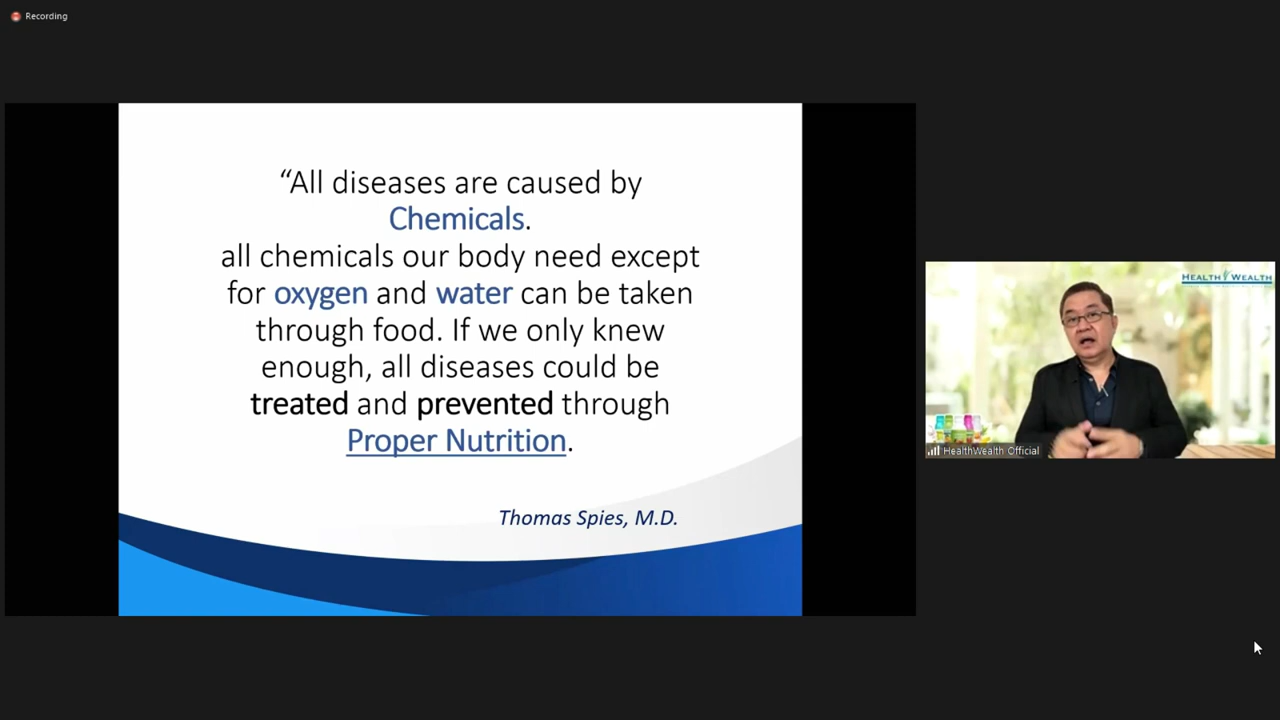 Recording
“All diseases are caused by
Chemicals.
all chemicals our body need except
for oxygen and water can be taken
through food. If we only knew
enough, all diseases could be
treated and prevented through
Proper Nutrition.
Thomas Spies, M.D.
HEALTH WEALTH
HealthWealth Official